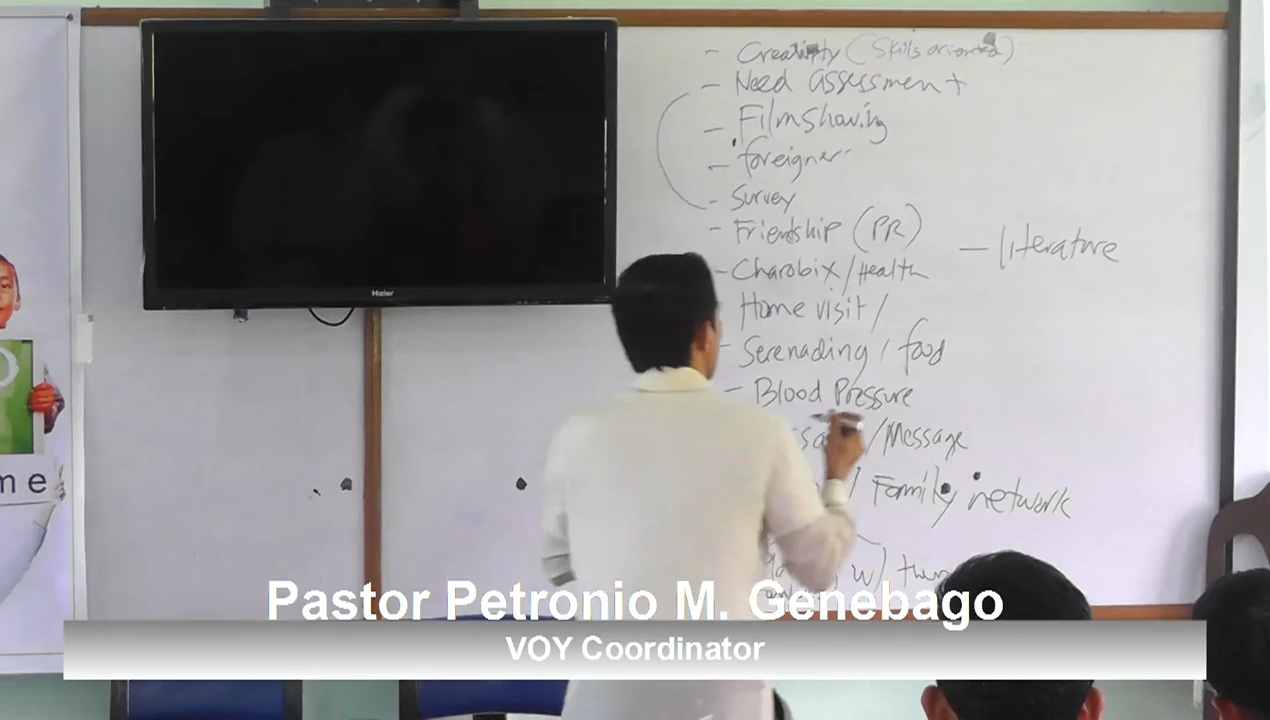 - Creativity (Skills oriented)
- Need assessment
- Filmshowing
- foreigner
- Survey
- Friendship (PR)
- literature
- Charobix/Health
Home visit/
- Serenading / food
- Blood Pressure
/Message
/ Family network
w/ them
Haier
me
Pastor Petronio M. Genebago
VOY Coordinator